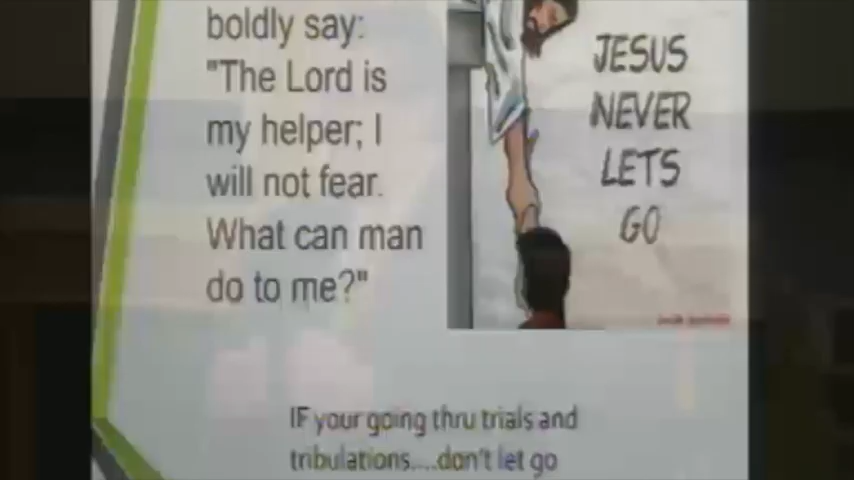 boldly say:
"The Lord is
my helper; I
will not fear.
What can man
do to me?"
JESUS
NEVER
LETS
GO
IF your going thru trials and
tribulations....don't let go